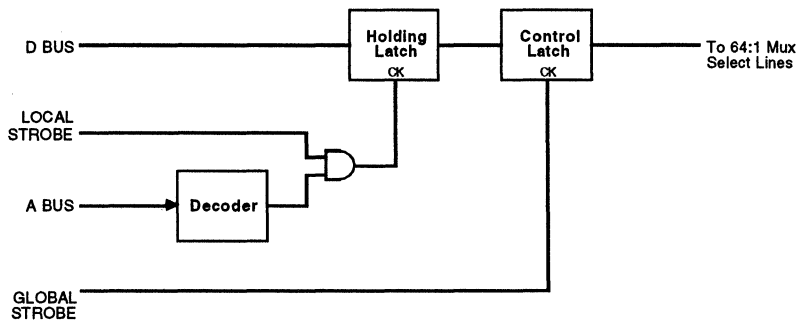 D BUS
Holding
Latch
CK
Control
Latch
CK
To 64:1 Mux
Select Lines
LOCAL
STROBE
A BUS
Decoder
GLOBAL
STROBE